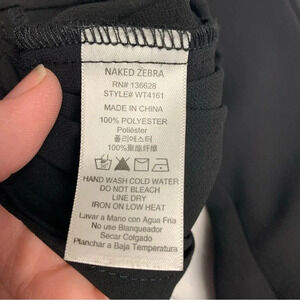 NAKED ZEBRA
RN# 136628
STYLE# WT4161
MADE IN CHINA
100% POLYESTER
Poliéster
폴리에스터
100%聚酯纤维
HAND WASH COLD WATER
DO NOT BLEACH
LINE DRY
IRON ON LOW HEAT
Lavar a Mano con Agua Fria
No use Blanqueador
Secar Colgado
Planchar a Baja Temperatura